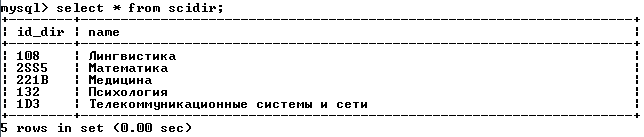 mysql> select * from scidir;
id_dir | name
108 | Лингвистика
2SS5 | Математика
221B | Медицина
132 | Психология
1D3 | Телекоммуникационные системы и сети
5 rows in set (0.00 sec)